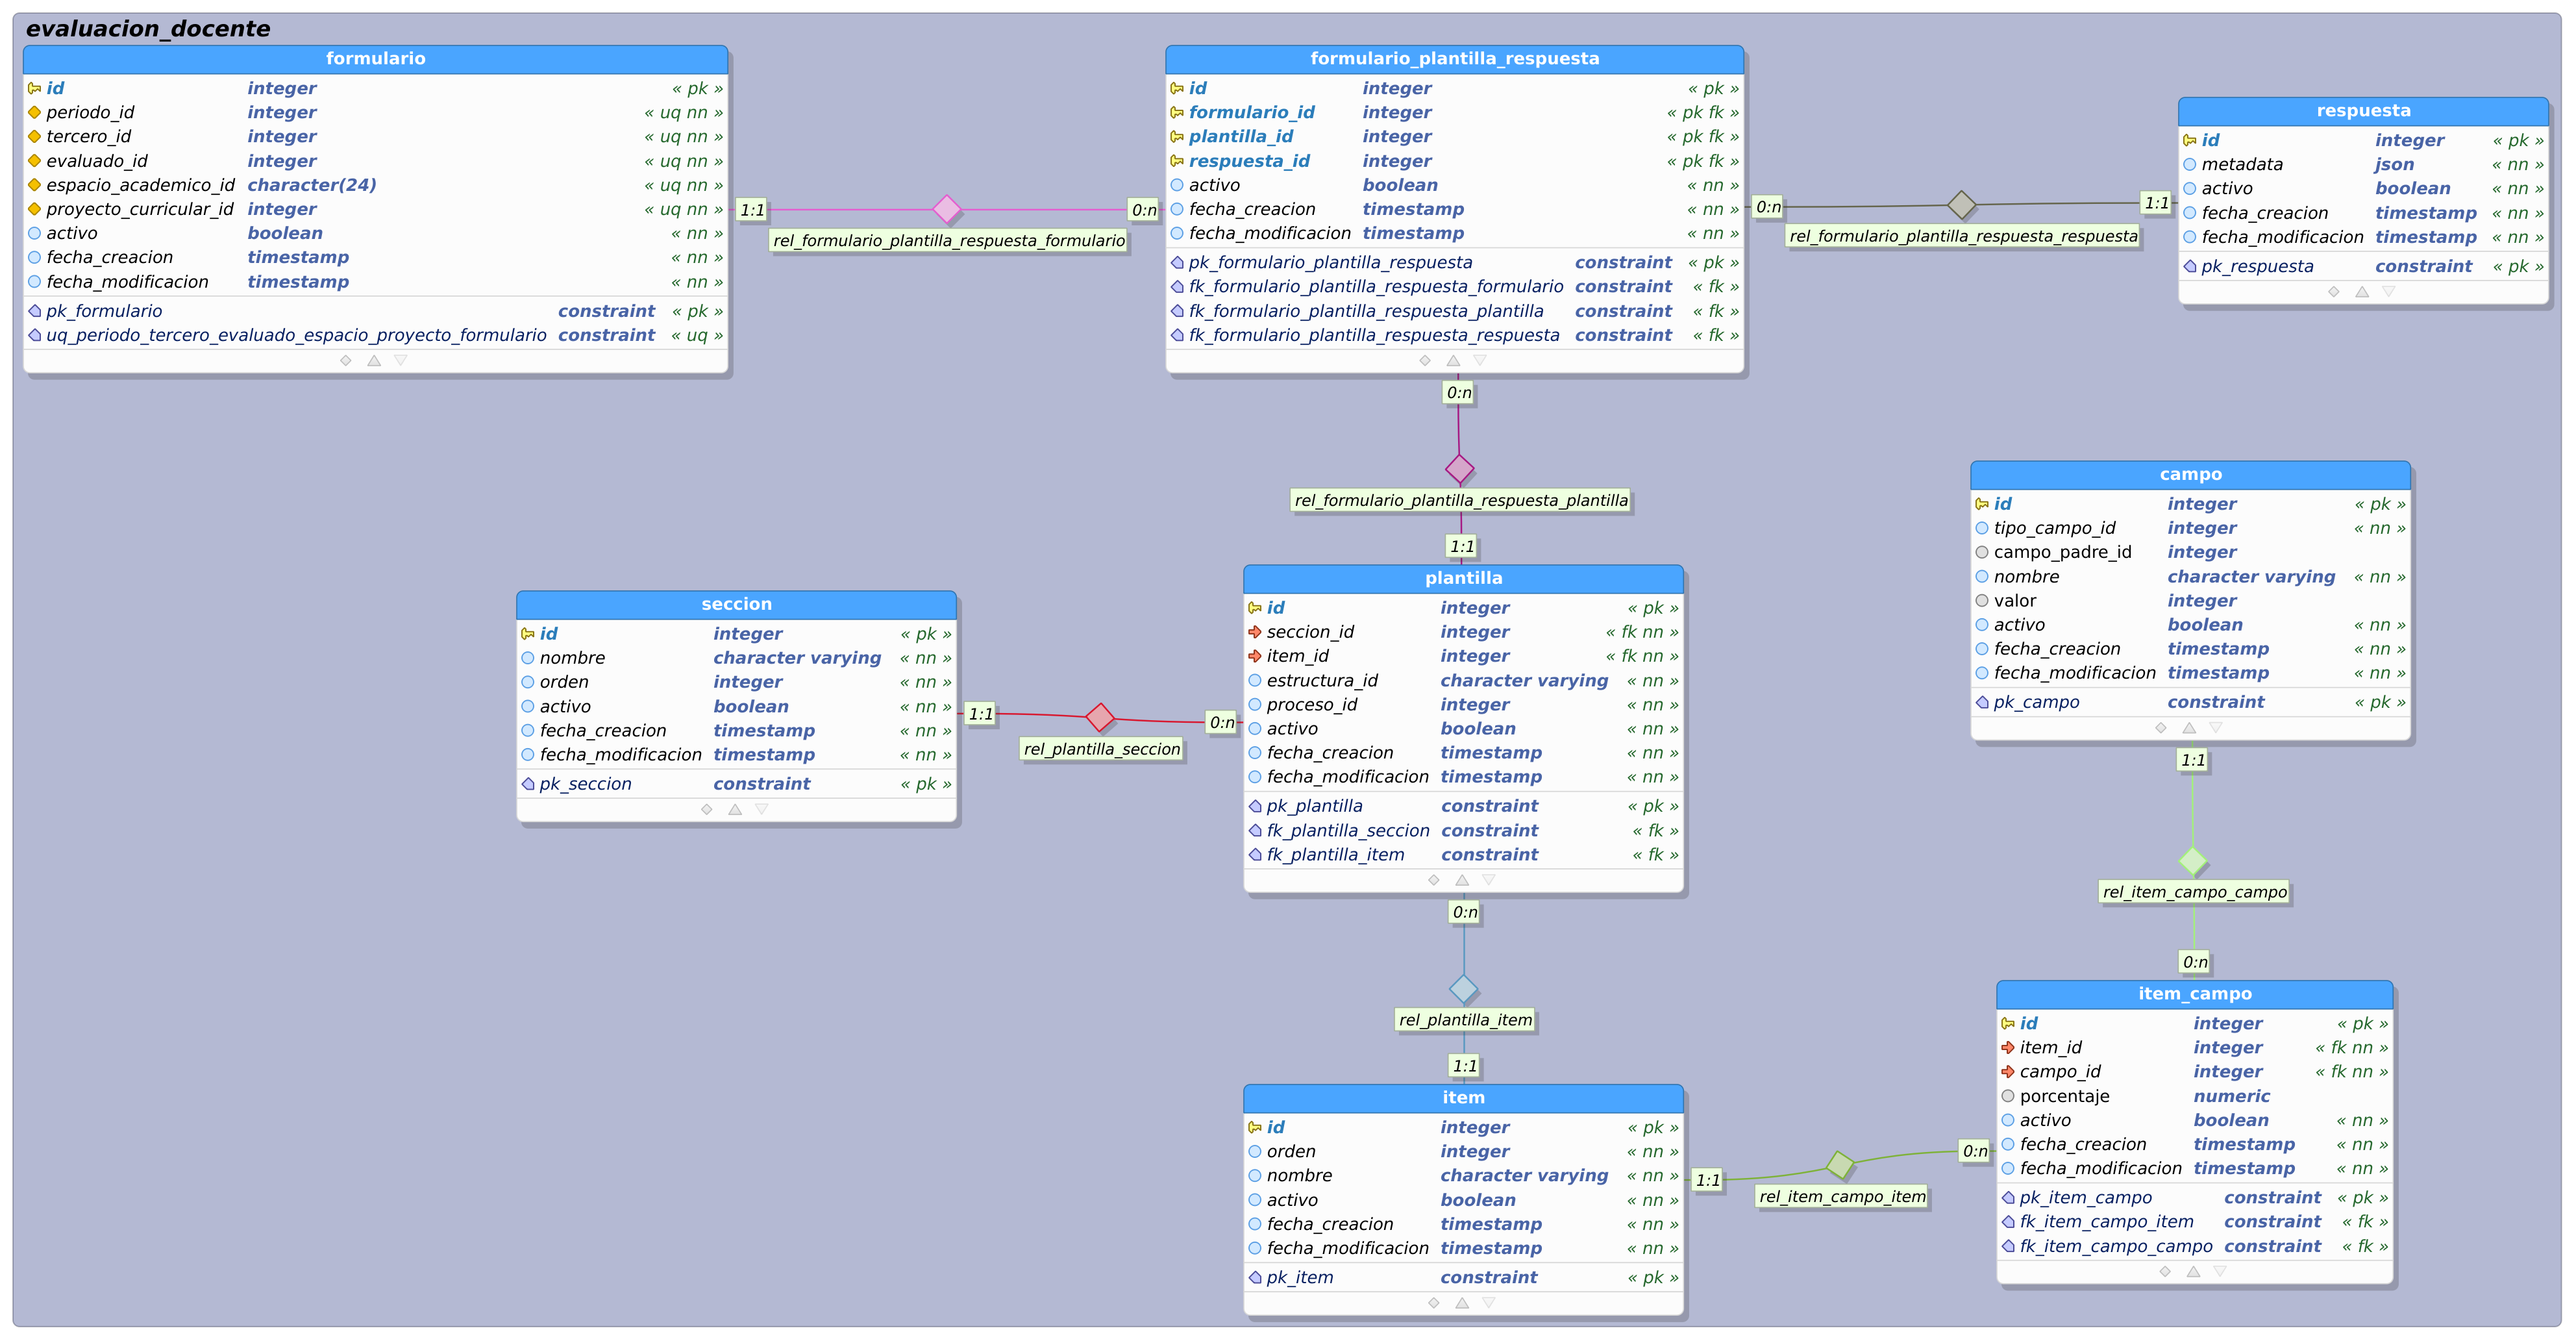 evaluacion_docente
formulario
id integer « pk »
periodo_id integer « uq nn »
tercero_id integer « uq nn »
evaluado_id integer « uq nn »
espacio_academico_id character(24) « uq nn »
proyecto_curricular_id integer « uq nn »
activo boolean « nn »
fecha_creacion timestamp « nn »
fecha_modificacion timestamp « nn »
pk_formulario constraint « pk »
uq_periodo_tercero_evaluado_espacio_proyecto_formulario constraint « uq »
1:1
0:n
rel_formulario_plantilla_respuesta_formulario
formulario_plantilla_respuesta
id integer « pk »
formulario_id integer « pk fk »
plantilla_id integer « pk fk »
respuesta_id integer « pk fk »
activo boolean « nn »
fecha_creacion timestamp « nn »
fecha_modificacion timestamp « nn »
pk_formulario_plantilla_respuesta constraint « pk »
fk_formulario_plantilla_respuesta_formulario constraint « fk »
fk_formulario_plantilla_respuesta_plantilla constraint « fk »
fk_formulario_plantilla_respuesta_respuesta constraint « fk »
0:n
1:1
rel_formulario_plantilla_respuesta_respuesta
respuesta
id integer « pk »
metadata json « nn »
activo boolean « nn »
fecha_creacion timestamp « nn »
fecha_modificacion timestamp « nn »
pk_respuesta constraint « pk »
0:n
rel_formulario_plantilla_respuesta_plantilla
1:1
seccion
id integer « pk »
nombre character varying « nn »
orden integer « nn »
activo boolean « nn »
fecha_creacion timestamp « nn »
fecha_modificacion timestamp « nn »
pk_seccion constraint « pk »
1:1
0:n
rel_plantilla_seccion
plantilla
id integer « pk »
seccion_id integer « fk nn »
item_id integer « fk nn »
estructura_id character varying « nn »
proceso_id integer « nn »
activo boolean « nn »
fecha_creacion timestamp « nn »
fecha_modificacion timestamp « nn »
pk_plantilla constraint « pk »
fk_plantilla_seccion constraint « fk »
fk_plantilla_item constraint « fk »
0:n
rel_plantilla_item
1:1
campo
id integer « pk »
tipo_campo_id integer « nn »
campo_padre_id integer
nombre character varying « nn »
valor integer
activo boolean « nn »
fecha_creacion timestamp « nn »
fecha_modificacion timestamp « nn »
pk_campo constraint « pk »
1:1
rel_item_campo_campo
0:n
item
id integer « pk »
orden integer « nn »
nombre character varying « nn »
activo boolean « nn »
fecha_creacion timestamp « nn »
fecha_modificacion timestamp « nn »
pk_item constraint « pk »
1:1
0:n
rel_item_campo_item
item_campo
id integer « pk »
item_id integer « fk nn »
campo_id integer « fk nn »
porcentaje numeric
activo boolean « nn »
fecha_creacion timestamp « nn »
fecha_modificacion timestamp « nn »
pk_item_campo constraint « pk »
fk_item_campo_item constraint « fk »
fk_item_campo_campo constraint « fk »